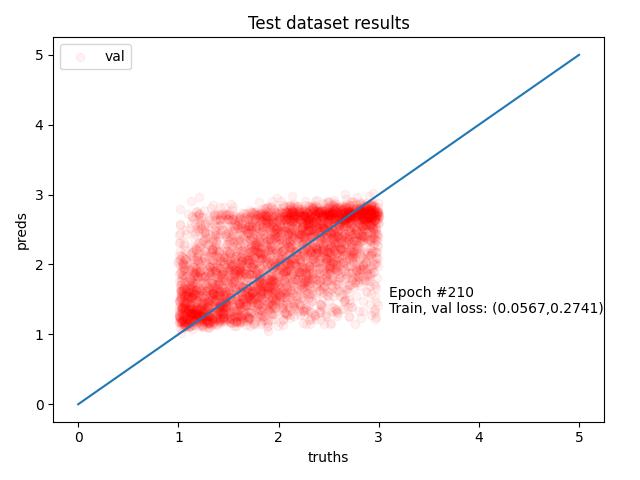 Test dataset results
val
5
4
3
2
1
0
preds
Epoch #210
Train, val loss: (0.0567,0.2741)
0 1 2 3 4 5
truths